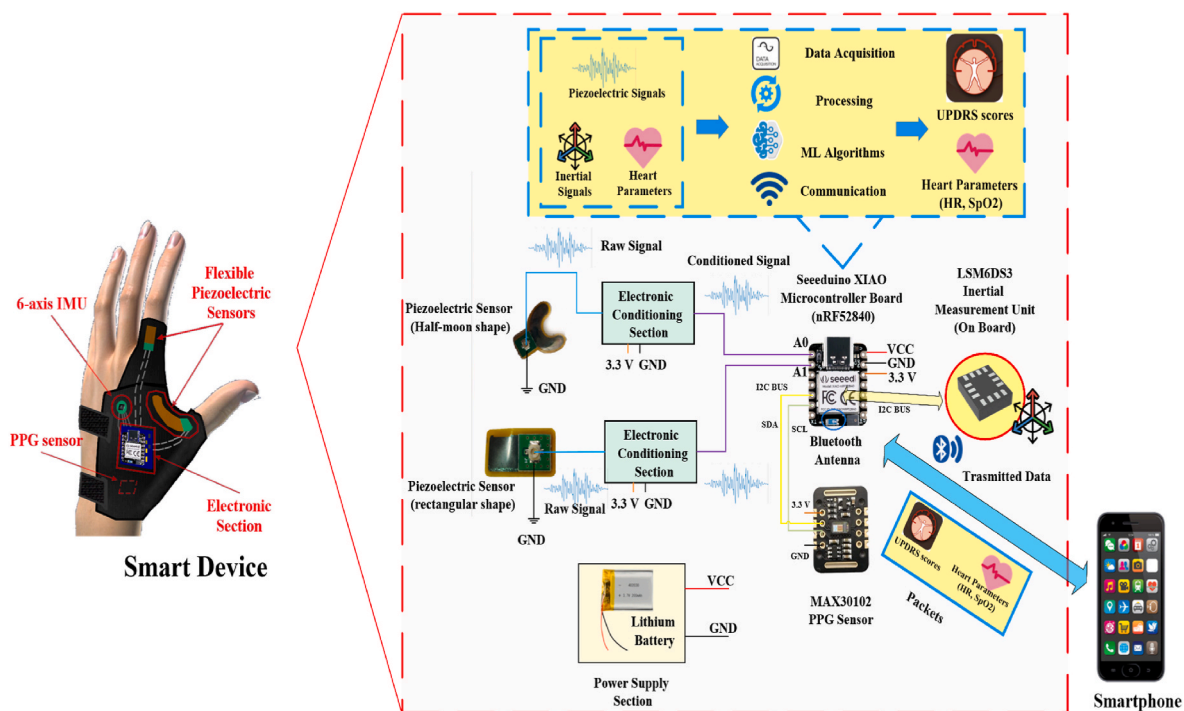 Piezoelectric Signals
Inertial
Signals
Heart
Parameters
DATA
ACQUISITION
Data Acquisition
Processing
ML Algorithms
Communication
UPDRS scores
Heart Parameters
(HR, SpO2)
6-axis IMU
Flexible
Piezoelectric
Sensors
PPG sensor
Electronic
Section
Smart Device
Raw Signal
Conditioned Signal
Piezoelectric Sensor
(Half-moon shape)
Electronic
Conditioning
Section
3.3 V
GND
GND
Seeeduino XIAO
Microcontroller Board
(nRF52840)
LSM6DS3
Inertial
Measurement Unit
(On Board)
A0
A1
VCC
GND
3.3 V
seeed
I2C BUS
I2C BUS
SDA
SCL
Bluetooth
Antenna
Trasmitted Data
Piezoelectric Sensor
(rectangular shape)
Electronic
Conditioning
Section
Raw Signal
3.3 V
GND
GND
3.3 V
GND
MAX30102
PPG Sensor
UPDRS scores
Heart Parameters
(HR, SpO2)
Packets
Lithium
Battery
VCC
GND
Power Supply
Section
Smartphone